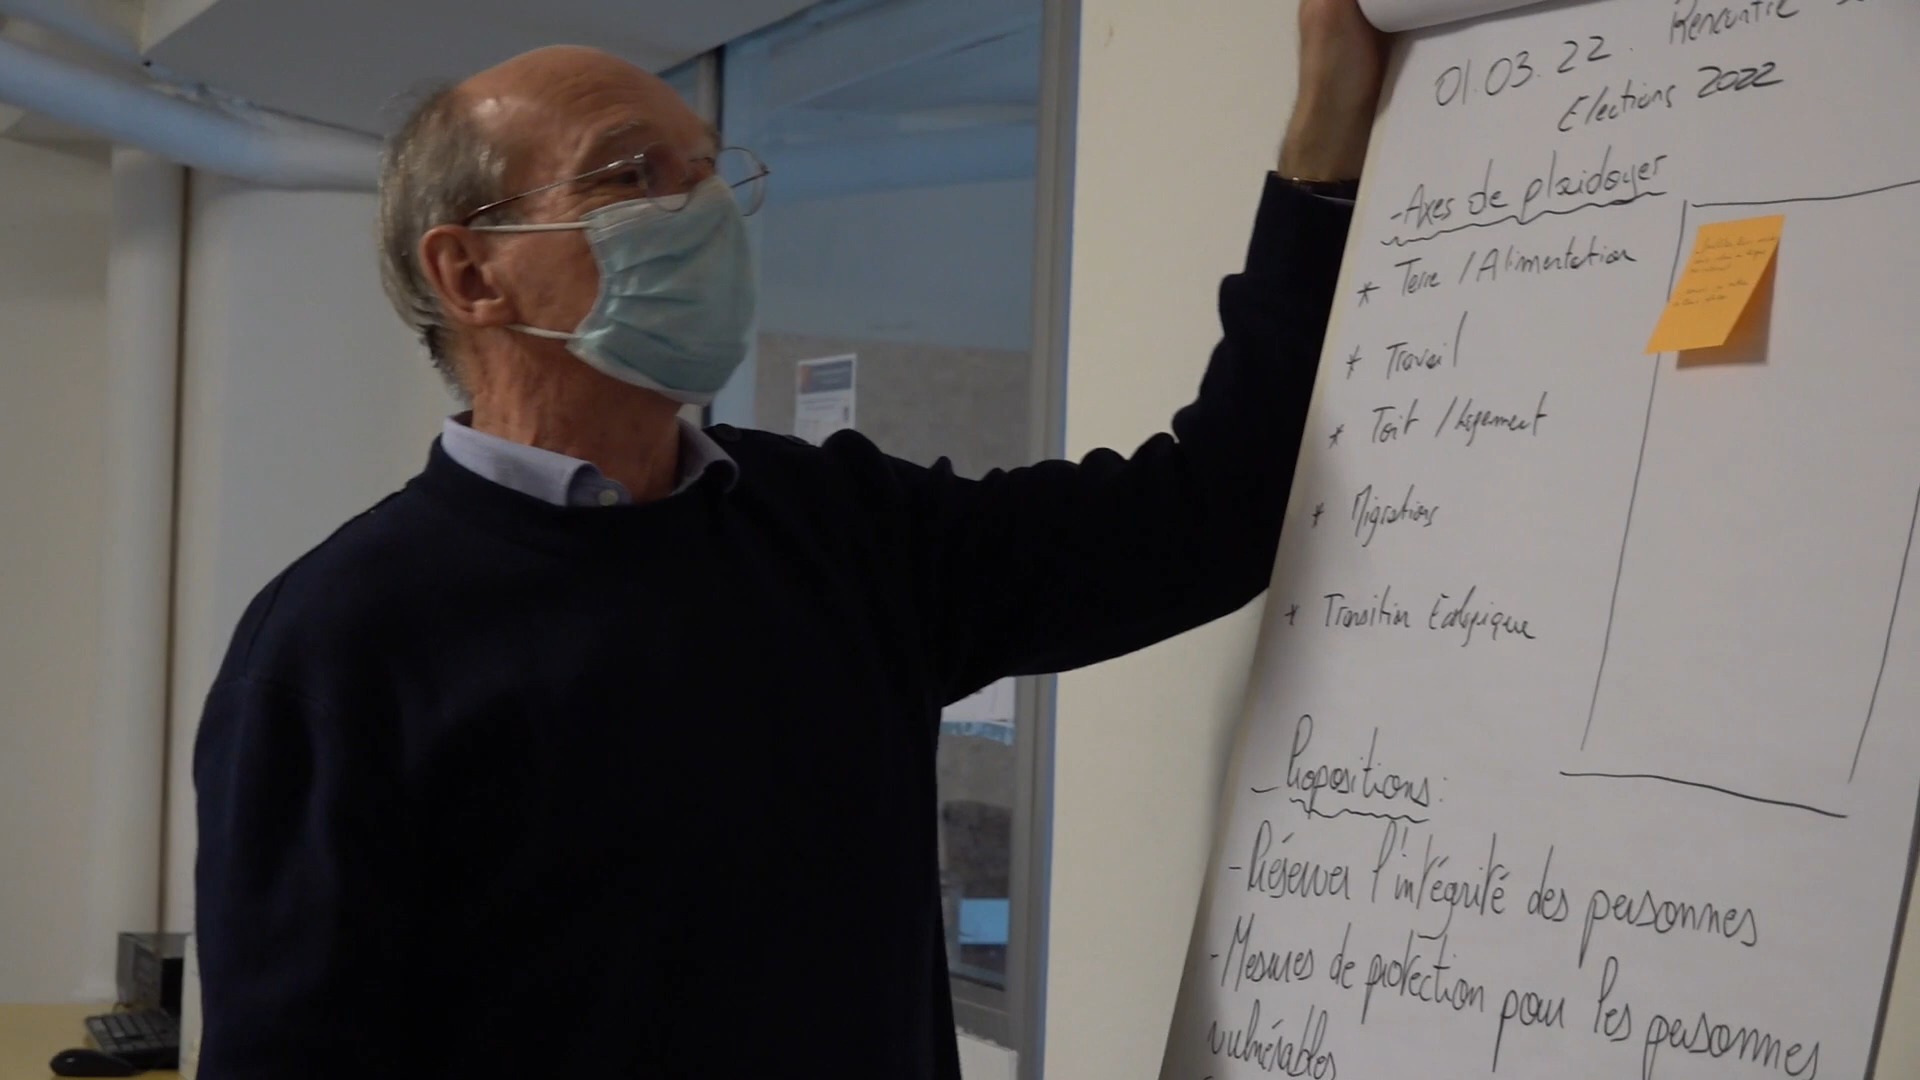 01.03.22. Rencontre
Elections 2022
- Axes de plaidoyer
* Terre / Alimentation
* Travail
* Toit / Logement
* Migrations
* Transition Ecologique
- Propositions :
- Préserver l'intégrité des personnes
- Mesures de protection pour les personnes
vulnérables